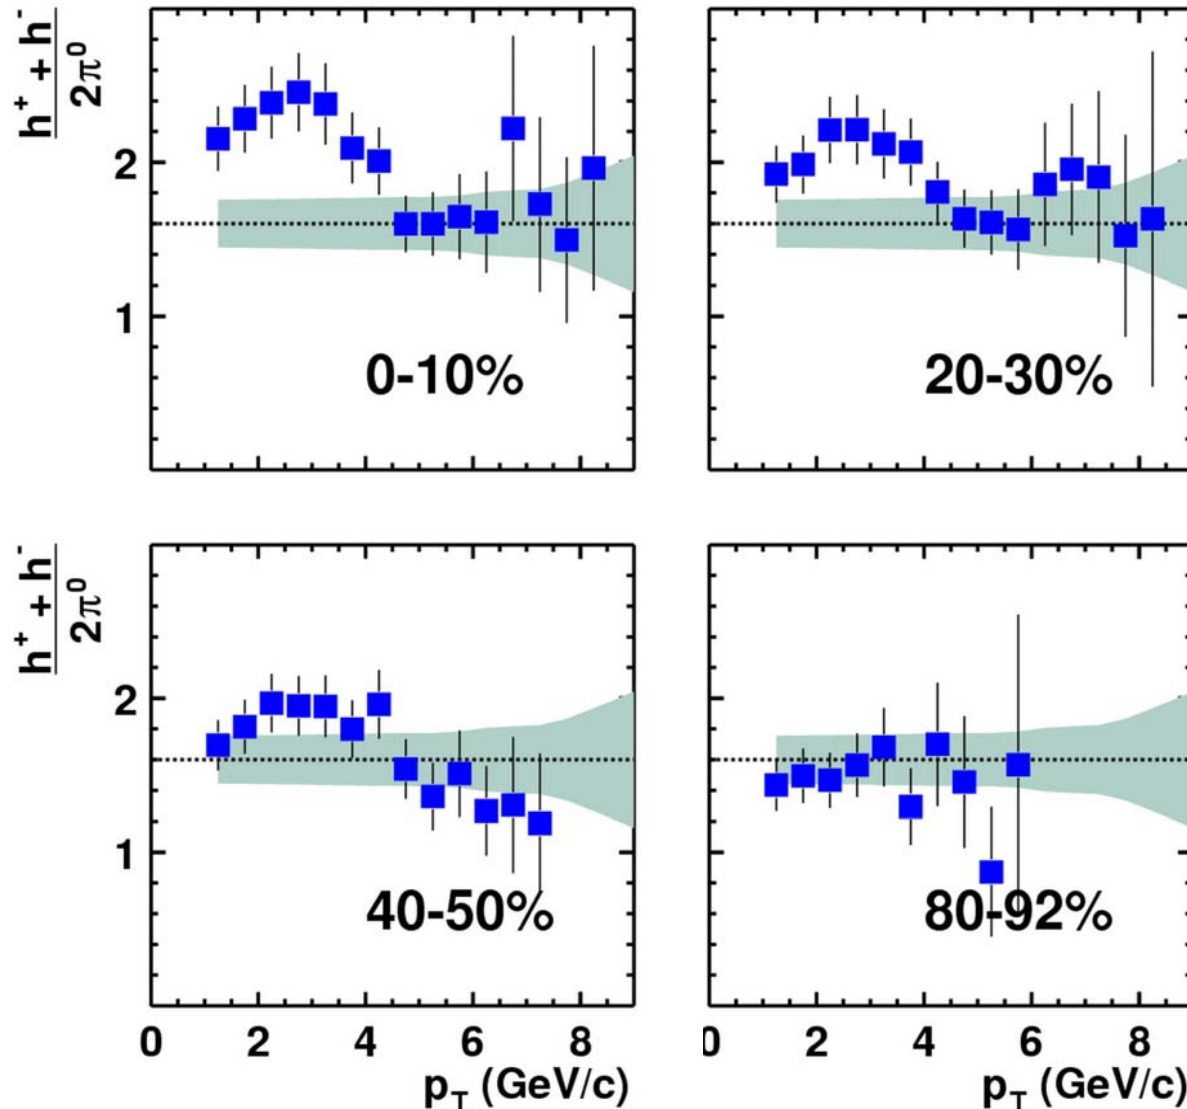 h⁺ + h⁻
2π⁰
2
1
0-10%
20-30%
h⁺ + h⁻
2π⁰
2
1
40-50%
80-92%
0 2 4 6 8
0 2 4 6 8
p_T (GeV/c)
p_T (GeV/c)